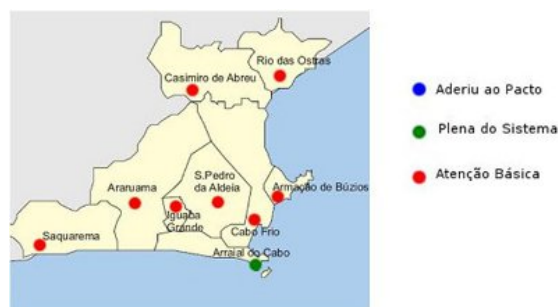 Rio das Ostras
Casimiro de Abreu
S.Pedro
da Aldeia
Armação de Búzios
Araruama
Iguaba
Grande
Cabo Frio
Saquarema
Arraial do Cabo
Aderiu ao Pacto
Plena do Sistema
Atenção Básica